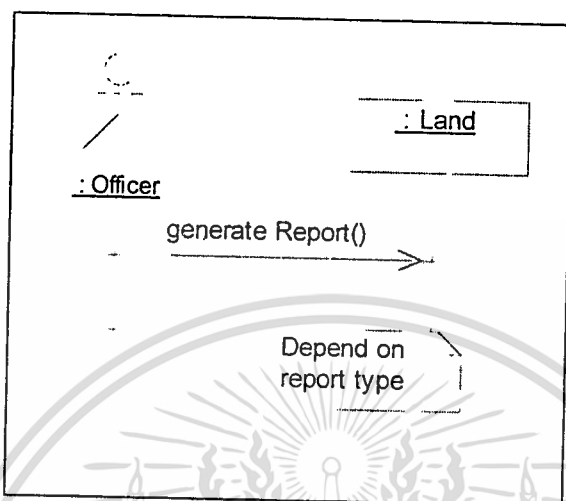 : Land
: Officer
generate Report()
Depend on
report type